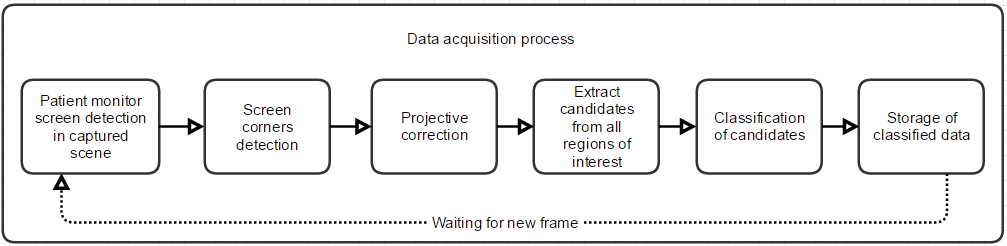 Data acquisition process
Patient monitor
screen detection
in captured
scene
Screen
corners
detection
Projective
correction
Extract
candidates
from all
regions of
interest
Classification
of candidates
Storage of
classified data
Waiting for new frame